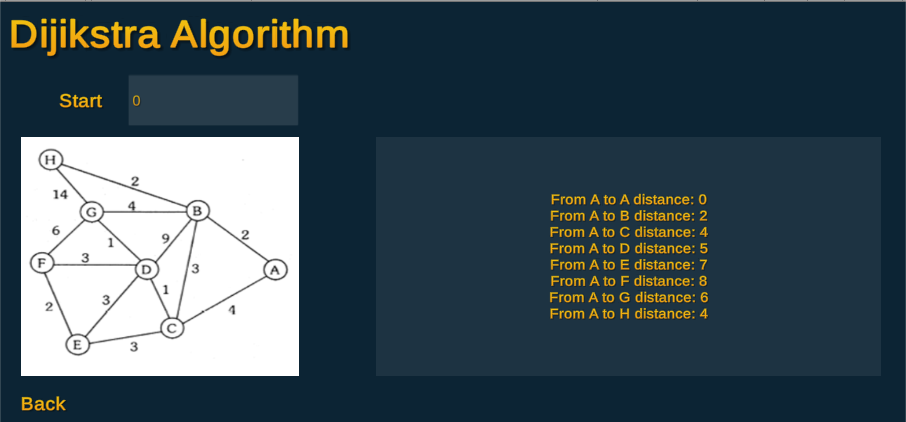 Dijikstra Algorithm
Start 0
H
2
14
G 4 B
6 1 9 2
F 3 D 3 A
2 3 1 4
E 3 C
From A to A distance: 0
From A to B distance: 2
From A to C distance: 4
From A to D distance: 5
From A to E distance: 7
From A to F distance: 8
From A to G distance: 6
From A to H distance: 4
Back